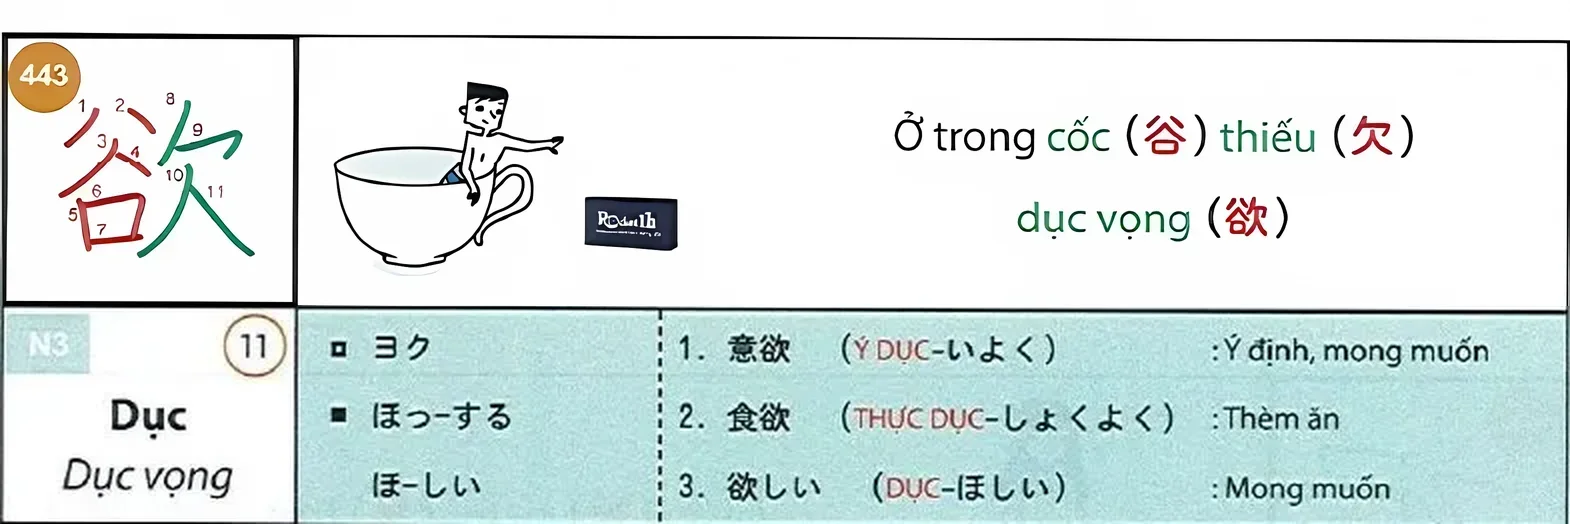 443
1 2 3 4 5 6 7 8 9 10 11
欲
Ở trong cốc (谷) thiếu (欠)
dục vọng (欲)
N3
11
Dục
Dục vọng
ヨク
ほっ-する
ほ-しい
1. 意欲 (Ý DỤC-いよく) : Ý định, mong muốn
2. 食欲 (THỰC DỤC-しょくよく) : Thèm ăn
3. 欲しい (DỤC-ほしい) : Mong muốn